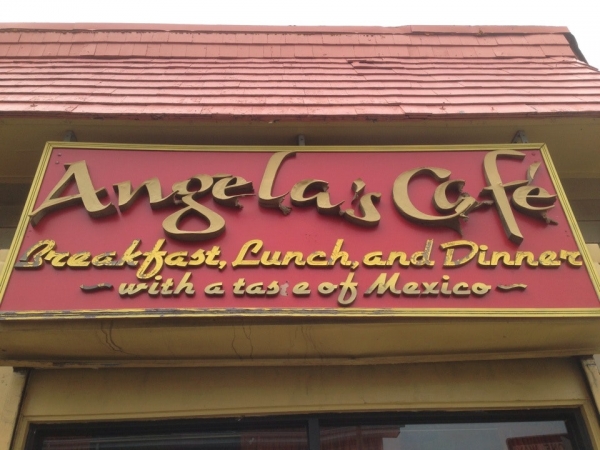 Angela's Café
Breakfast, Lunch, and Dinner
~ with a taste of Mexico ~